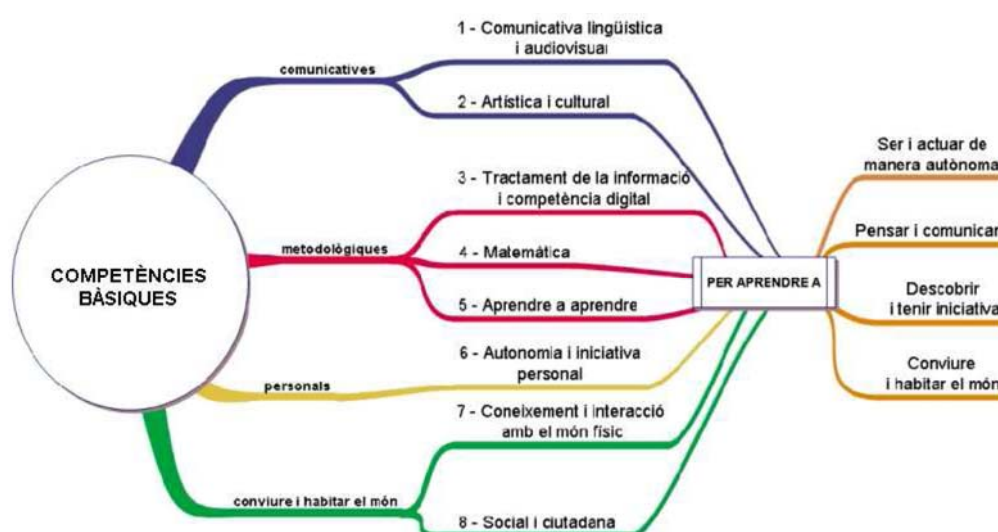 COMPETÈNCIES
BÀSIQUES
comunicatives
1 - Comunicativa lingüística
i audiovisual
2 - Artística i cultural
metodològiques
3 - Tractament de la informació
i competència digital
4 - Matemàtica
5 - Aprendre a aprendre
personals
6 - Autonomia i iniciativa
personal
conviure i habitar el món
7 - Coneixement i interacció
amb el món físic
8 - Social i ciutadana
PER APRENDRE A
Ser i actuar de
manera autònoma
Pensar i comunicar
Descobrir
i tenir iniciativa
Conviure
i habitar el món